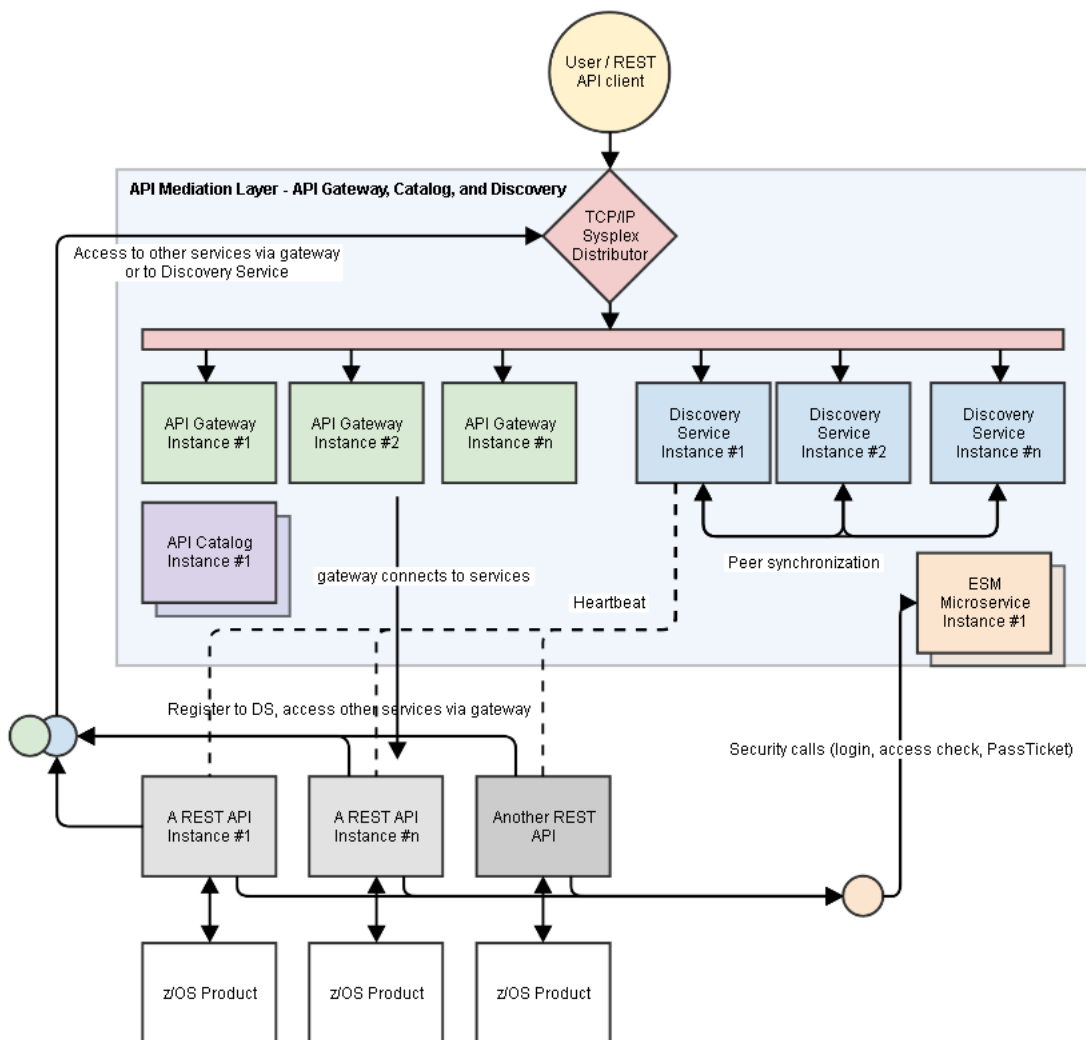 User / REST
API client
API Mediation Layer - API Gateway, Catalog, and Discovery
TCP/IP
Sysplex
Distributor
Access to other services via gateway
or to Discovery Service
API Gateway
Instance #1
API Gateway
Instance #2
API Gateway
Instance #n
Discovery
Service
Instance #1
Discovery
Service
Instance #2
Discovery
Service
Instance #n
API Catalog
Instance #1
gateway connects to services
Peer synchronization
Heartbeat
ESM
Microservice
Instance #1
Register to DS, access other services via gateway
Security calls (login, access check, PassTicket)
A REST API
Instance #1
A REST API
Instance #n
Another REST
API
z/OS Product
z/OS Product
z/OS Product